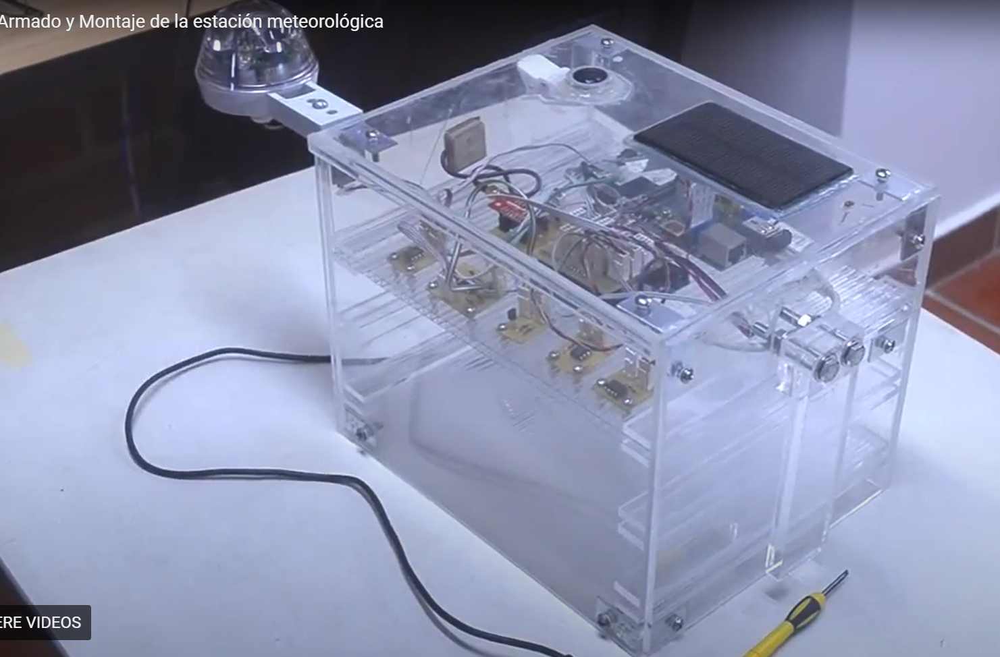 Armado y Montaje de la estación meteorológica
ERE VIDEOS